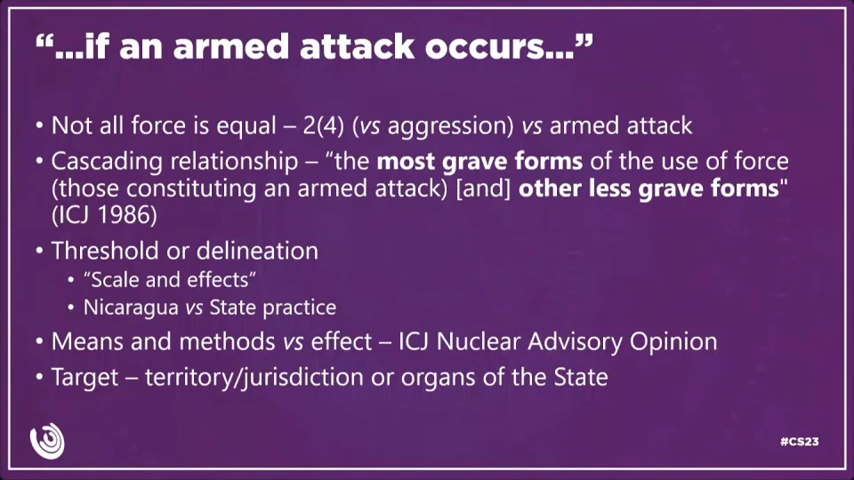 “...if an armed attack occurs...”
• Not all force is equal – 2(4) (vs aggression) vs armed attack
• Cascading relationship – “the most grave forms of the use of force
(those constituting an armed attack) [and] other less grave forms"
(ICJ 1986)
• Threshold or delineation
• “Scale and effects”
• Nicaragua vs State practice
• Means and methods vs effect – ICJ Nuclear Advisory Opinion
• Target – territory/jurisdiction or organs of the State
#CS23